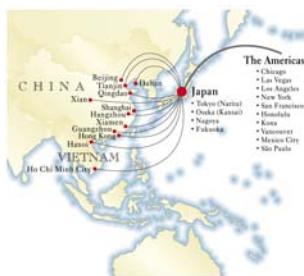 CHINA
Beijing
Tianjin
Dalian
Qingdao
Xian
Shanghai
Hangzhou
Xiamen
Guangzhou
Hong Kong
Hanoi
VIETNAM
Ho Chi Minh City
Japan
• Tokyo (Narita)
• Osaka (Kansai)
• Nagoya
• Fukuoka
The Americas
• Chicago
• Las Vegas
• Los Angeles
• New York
• San Francisco
• Honolulu
• Kona
• Vancouver
• Mexico City
• São Paulo